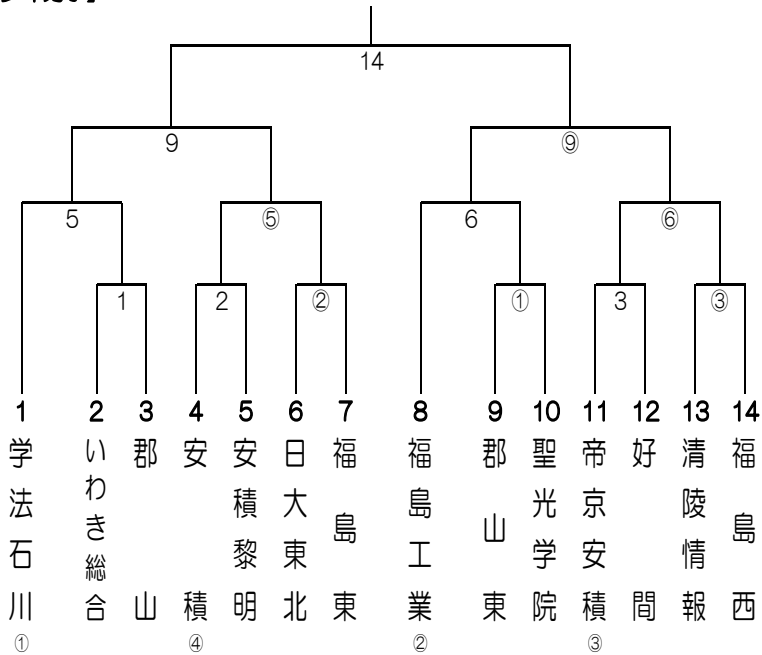 14
9 ⑨
5 ⑤ 6 ⑥
1 2 ② ① 3 ③
1 2 3 4 5 6 7 8 9 10 11 12 13 14
学法石川
いわき総合
郡山
安積
安積黎明
日大東北
福島東
福島工業
郡山東
聖光学院
帝京安積
好間
清陵情報
福島西
① ④ ② ③